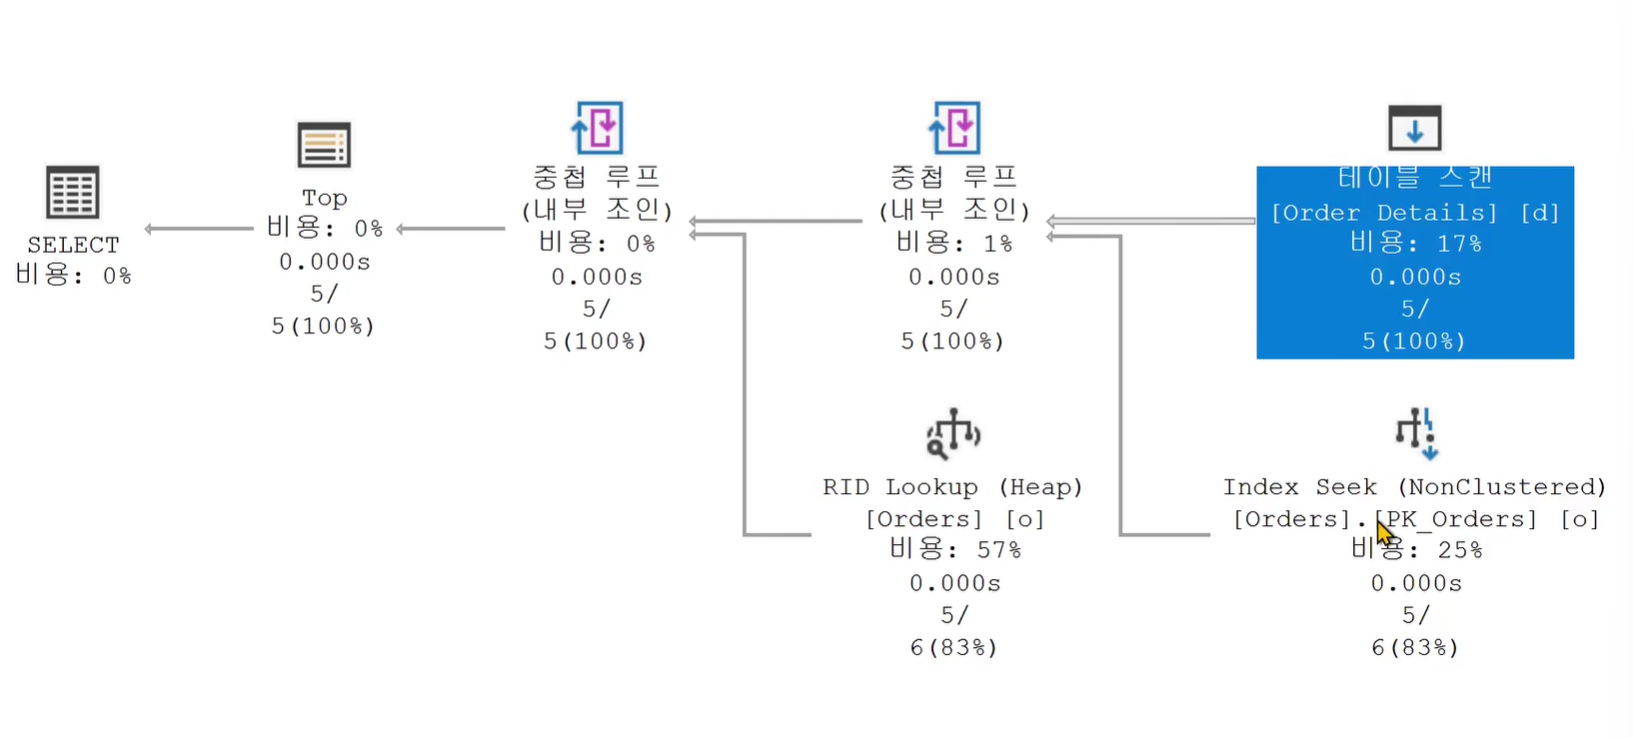 SELECT
비용: 0%
Top
비용: 0%
0.000s
5/
5(100%)
중첩 루프
(내부 조인)
비용: 0%
0.000s
5/
5(100%)
중첩 루프
(내부 조인)
비용: 1%
0.000s
5/
5(100%)
테이블 스캔
[Order Details] [d]
비용: 17%
0.000s
5/
5(100%)
RID Lookup (Heap)
[Orders] [o]
비용: 57%
0.000s
5/
6(83%)
Index Seek (NonClustered)
[Orders].[PK_Orders] [o]
비용: 25%
0.000s
5/
6(83%)